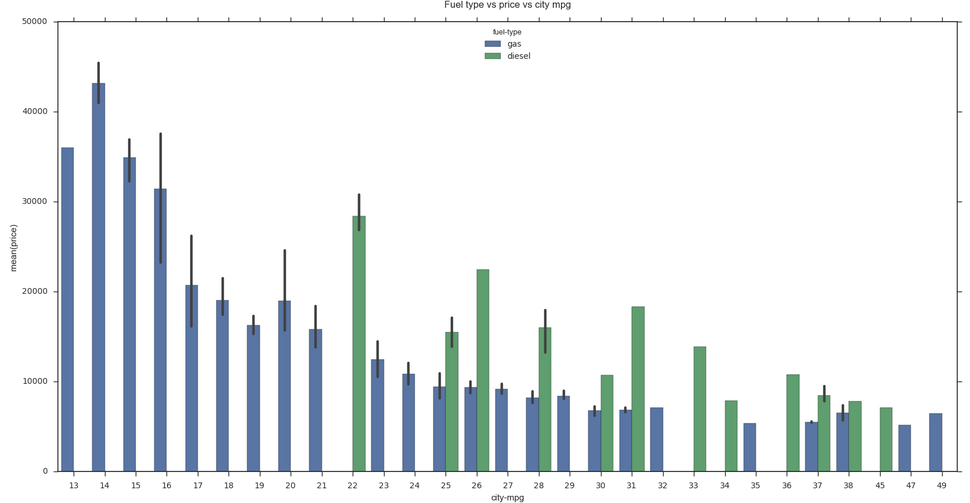 Fuel type vs price vs city mpg
50000
40000
30000
20000
10000
0
mean(price)
fuel-type
gas
diesel
13 14 15 16 17 18 19 20 21 22 23 24 25 26 27 28 29 30 31 32 33 34 35 36 37 38 45 47 49
city-mpg